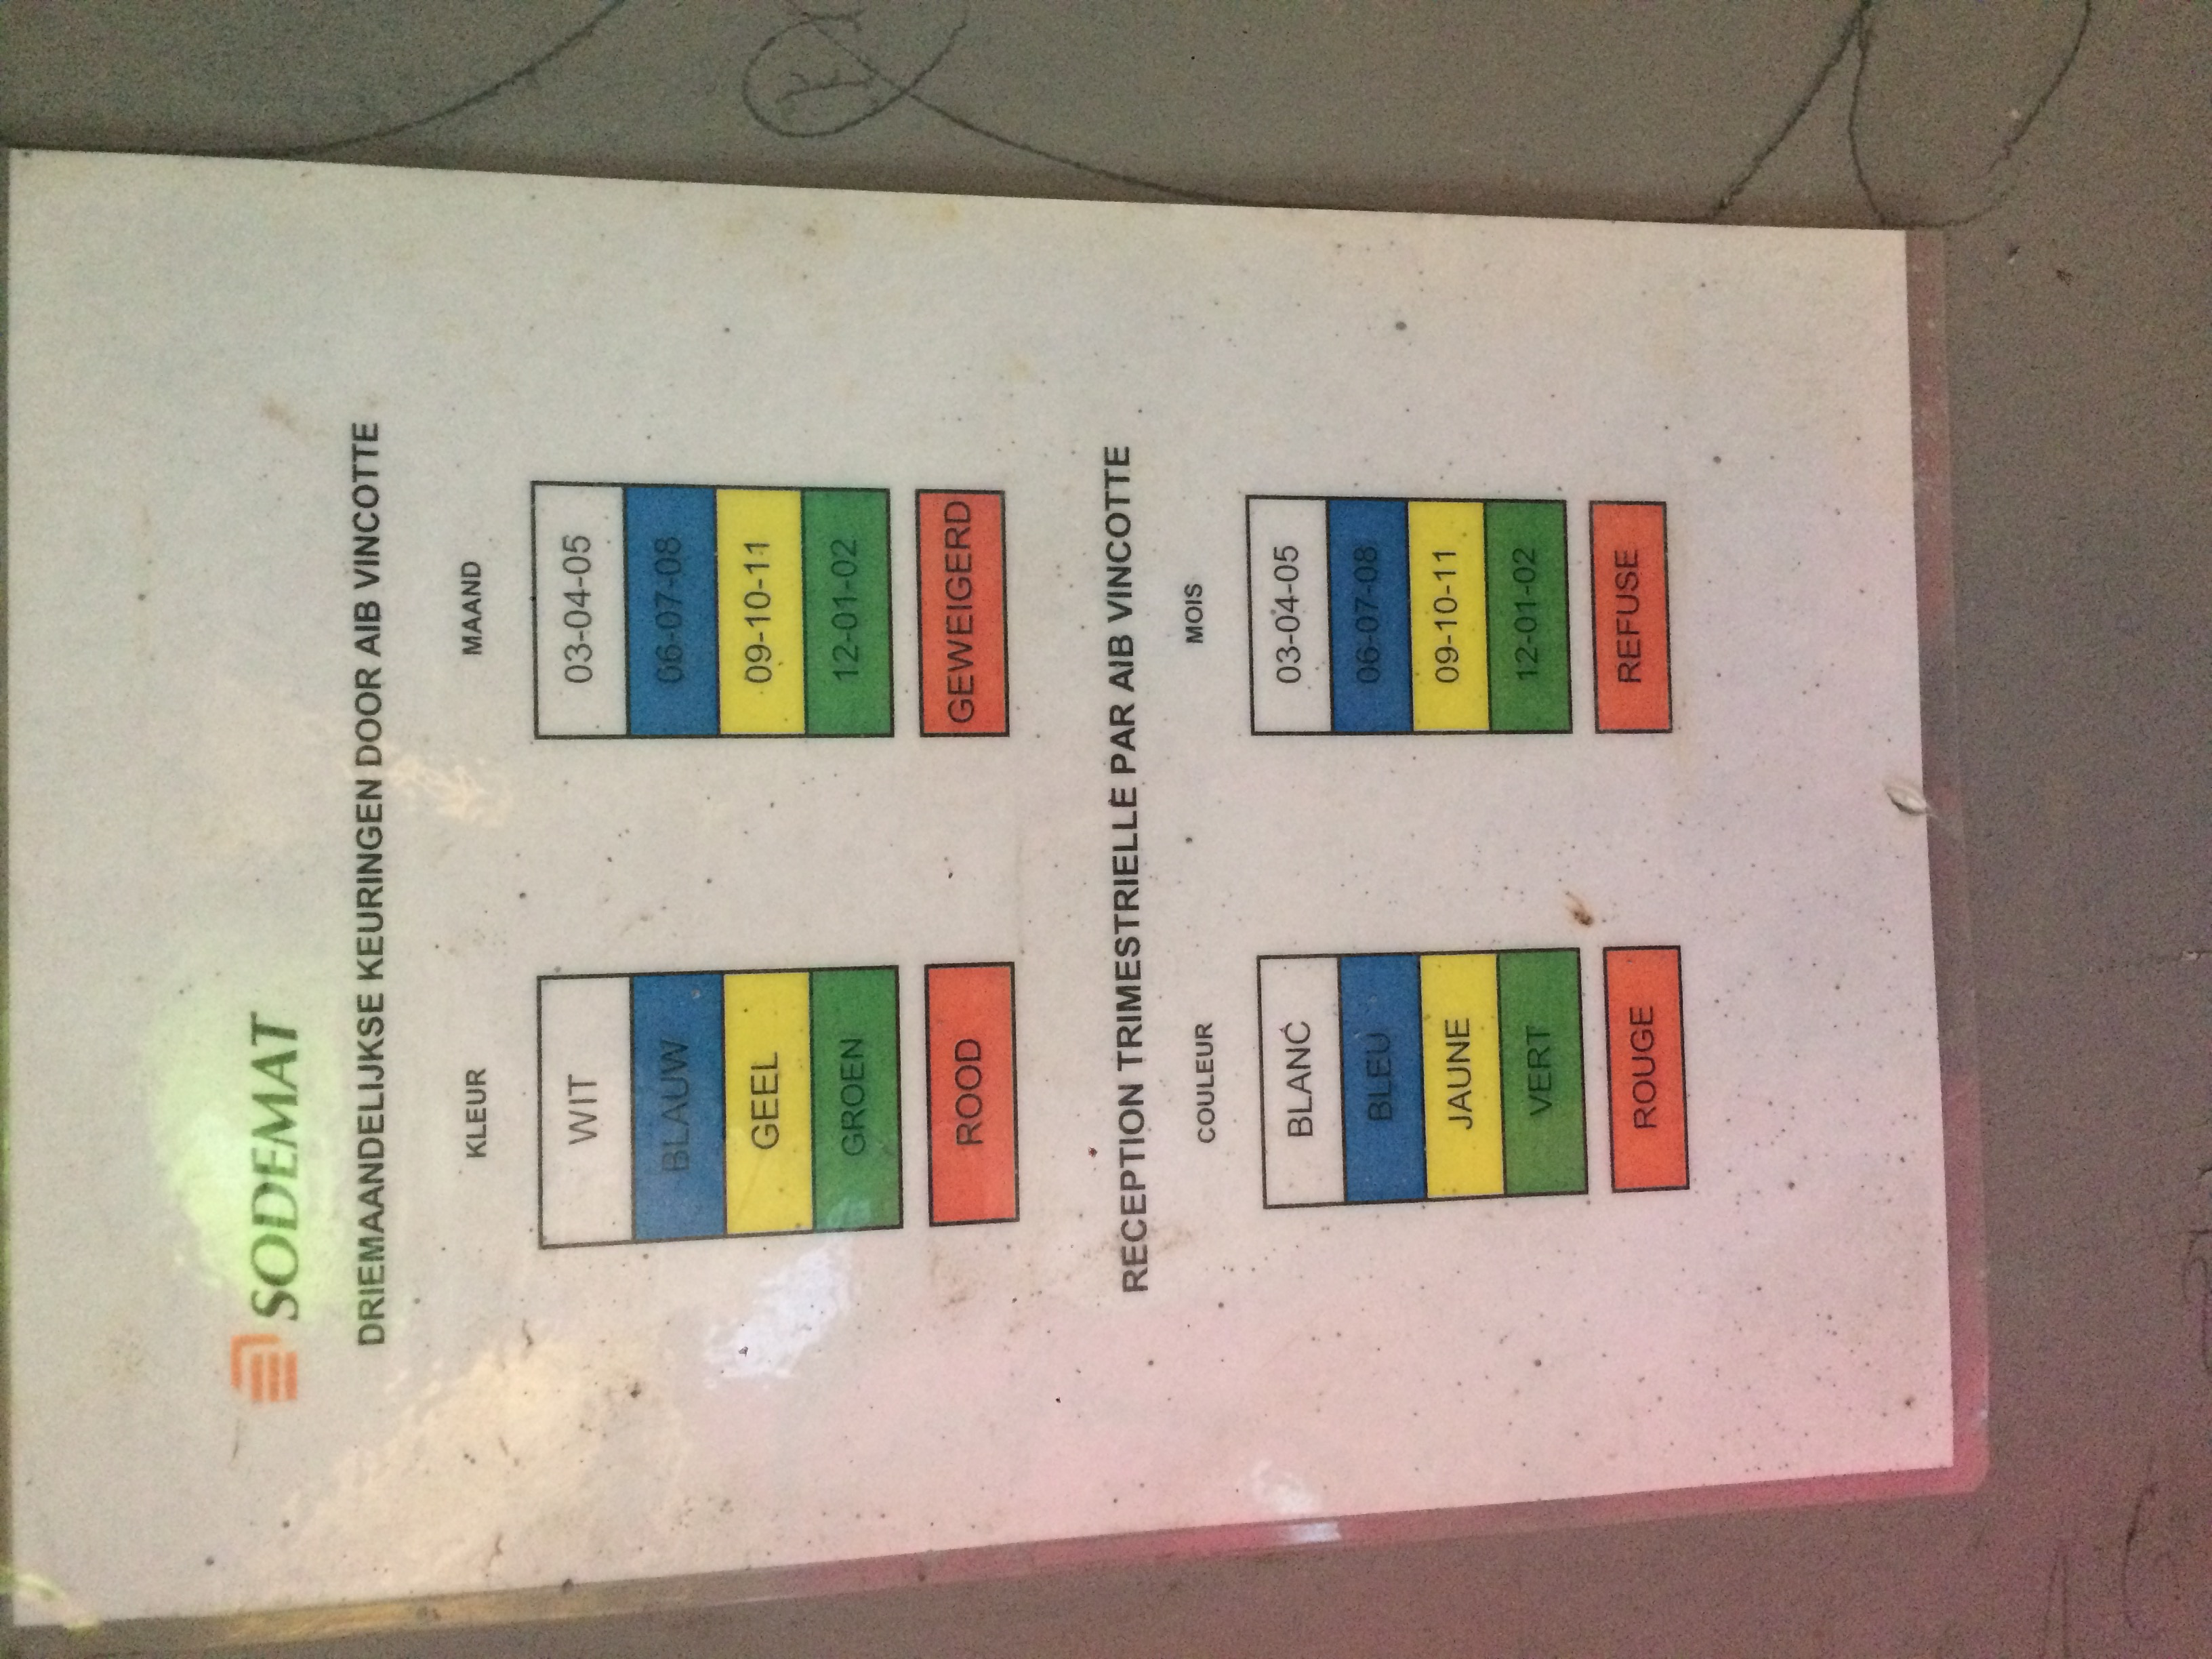 SODEMAT
DRIEMAANDELIJKSE KEURINGEN DOOR AIB VINCOTTE
KLEUR MAAND
WIT 03-04-05
BLAUW 06-07-08
GEEL 09-10-11
GROEN 12-01-02
ROOD GEWEIGERD
RECEPTION TRIMESTRIELLE PAR AIB VINCOTTE
COULEUR MOIS
BLANC 03-04-05
BLEU 06-07-08
JAUNE 09-10-11
VERT 12-01-02
ROUGE REFUSE